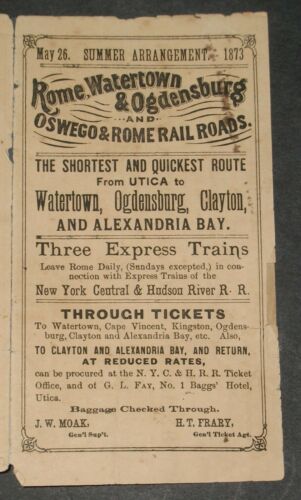 May 26. SUMMER ARRANGEMENT. 1873
Rome, Watertown
& Ogdensburg
AND
OSWEGO & ROME RAIL ROADS.
THE SHORTEST AND QUICKEST ROUTE
From UTICA to
Watertown, Ogdensburg, Clayton,
AND ALEXANDRIA BAY.
Three Express Trains
Leave Rome Daily, (Sundays excepted,) in con-
nection with Express Trains of the
New York Central & Hudson River R. R.
THROUGH TICKETS
To Watertown, Cape Vincent, Kingston, Ogdens-
burg, Clayton and Alexandria Bay, etc. Also,
TO CLAYTON AND ALEXANDRIA BAY, AND RETURN,
AT REDUCED RATES,
can be procured at the N. Y. C. & H. R. R. Ticket
Office, and of G. L. FAY, No. 1 Baggs' Hotel,
Utica.
Baggage Checked Through.
J. W. MOAK, H. T. FRARY,
Gen'l Sup't. Gen'l Ticket Agt.